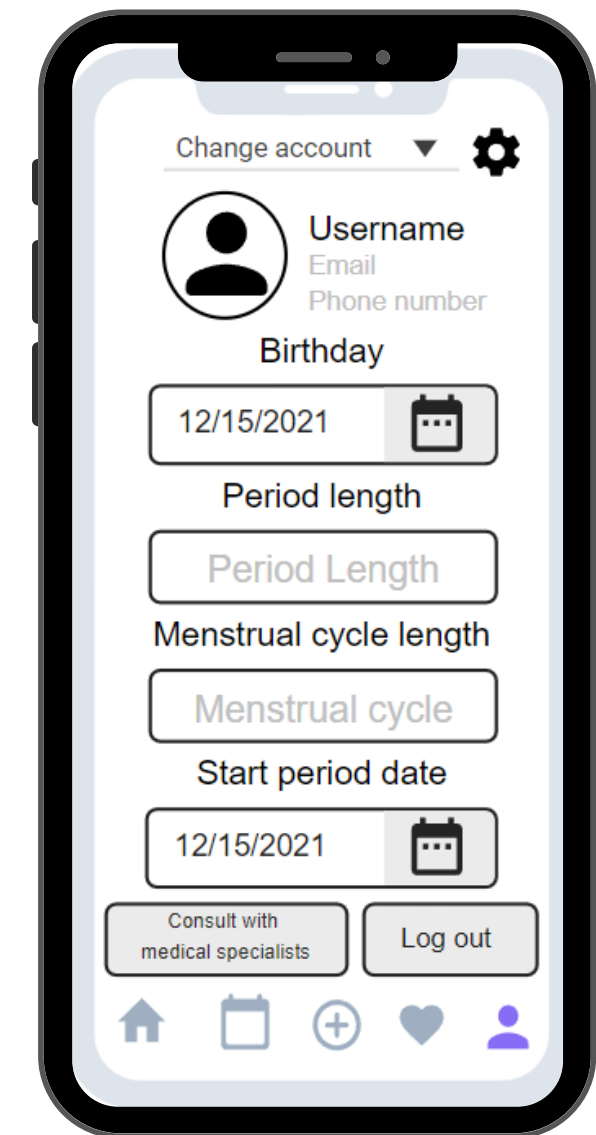 Change account
Username
Email
Phone number
Birthday
12/15/2021
Period length
Period Length
Menstrual cycle length
Menstrual cycle
Start period date
12/15/2021
Consult with
medical specialists
Log out